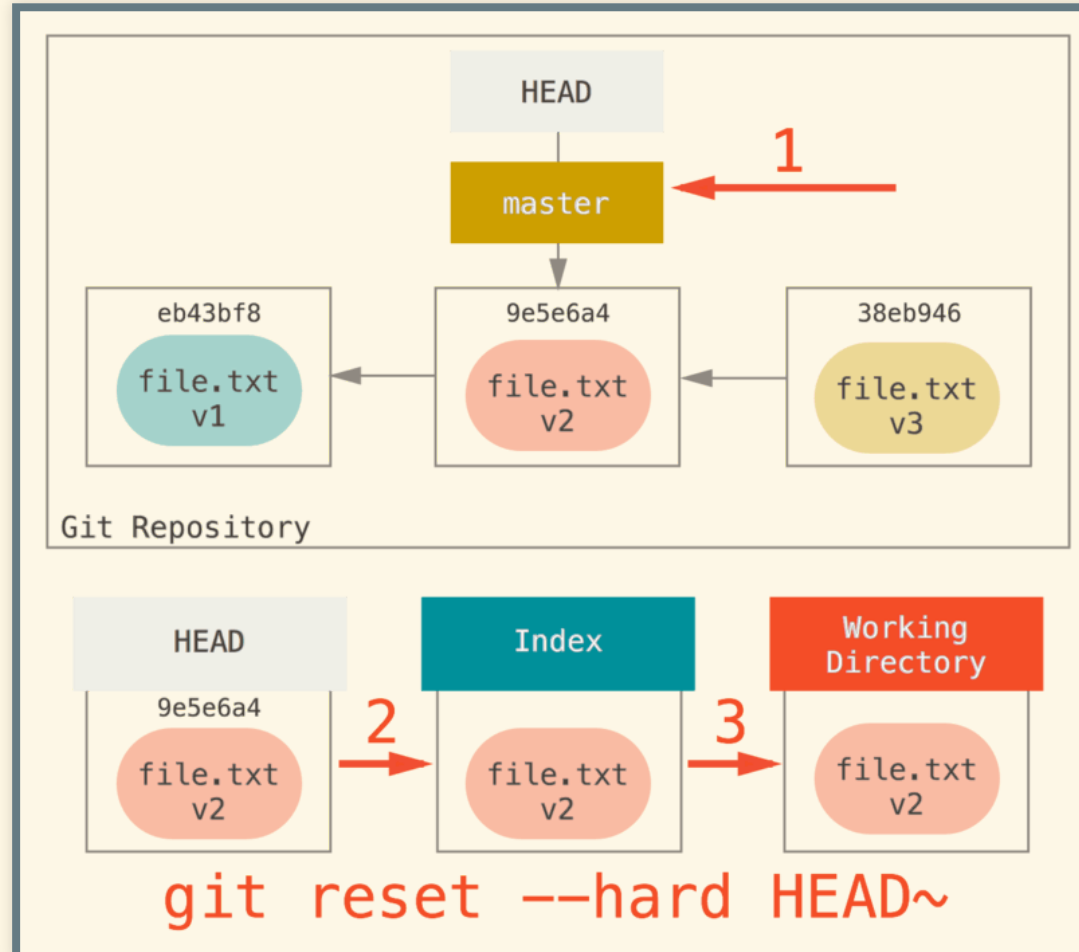 HEAD
1
master
eb43bf8
file.txt
v1
9e5e6a4
file.txt
v2
38eb946
file.txt
v3
Git Repository
HEAD
9e5e6a4
file.txt
v2
2
Index
file.txt
v2
3
Working
Directory
file.txt
v2
git reset --hard HEAD~